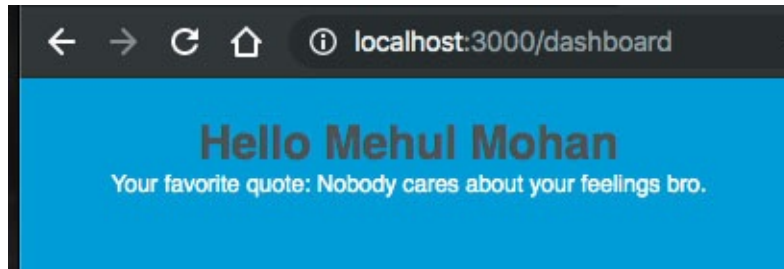 localhost:3000/dashboard
Hello Mehul Mohan
Your favorite quote: Nobody cares about your feelings bro.